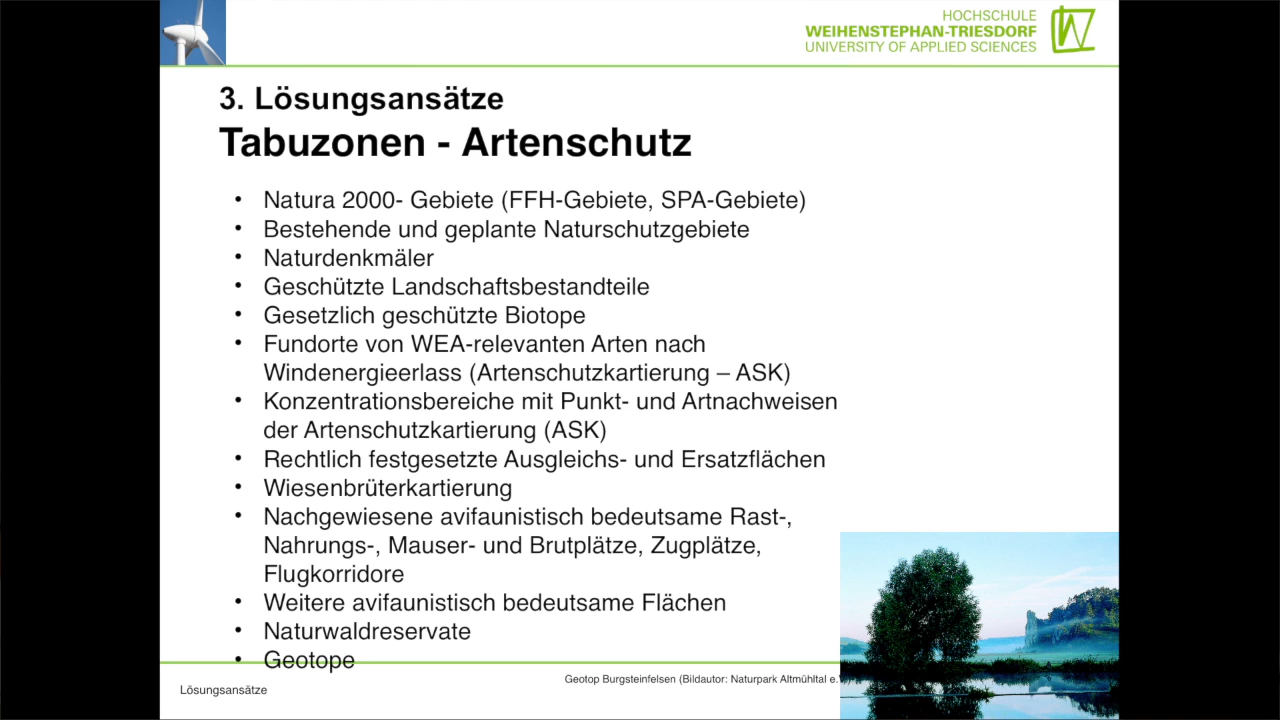 HOCHSCHULE
WEIHENSTEPHAN-TRIESDORF
UNIVERSITY OF APPLIED SCIENCES
3. Lösungsansätze
Tabuzonen - Artenschutz
• Natura 2000- Gebiete (FFH-Gebiete, SPA-Gebiete)
• Bestehende und geplante Naturschutzgebiete
• Naturdenkmäler
• Geschützte Landschaftsbestandteile
• Gesetzlich geschützte Biotope
• Fundorte von WEA-relevanten Arten nach
Windenergieerlass (Artenschutzkartierung – ASK)
• Konzentrationsbereiche mit Punkt- und Artnachweisen
der Artenschutzkartierung (ASK)
• Rechtlich festgesetzte Ausgleichs- und Ersatzflächen
• Wiesenbrüterkartierung
• Nachgewiesene avifaunistisch bedeutsame Rast-,
Nahrungs-, Mauser- und Brutplätze, Zugplätze,
Flugkorridore
• Weitere avifaunistisch bedeutsame Flächen
• Naturwaldreservate
• Geotope
Geotop Burgsteinfelsen (Bildautor: Naturpark Altmühltal e.
Lösungsansätze